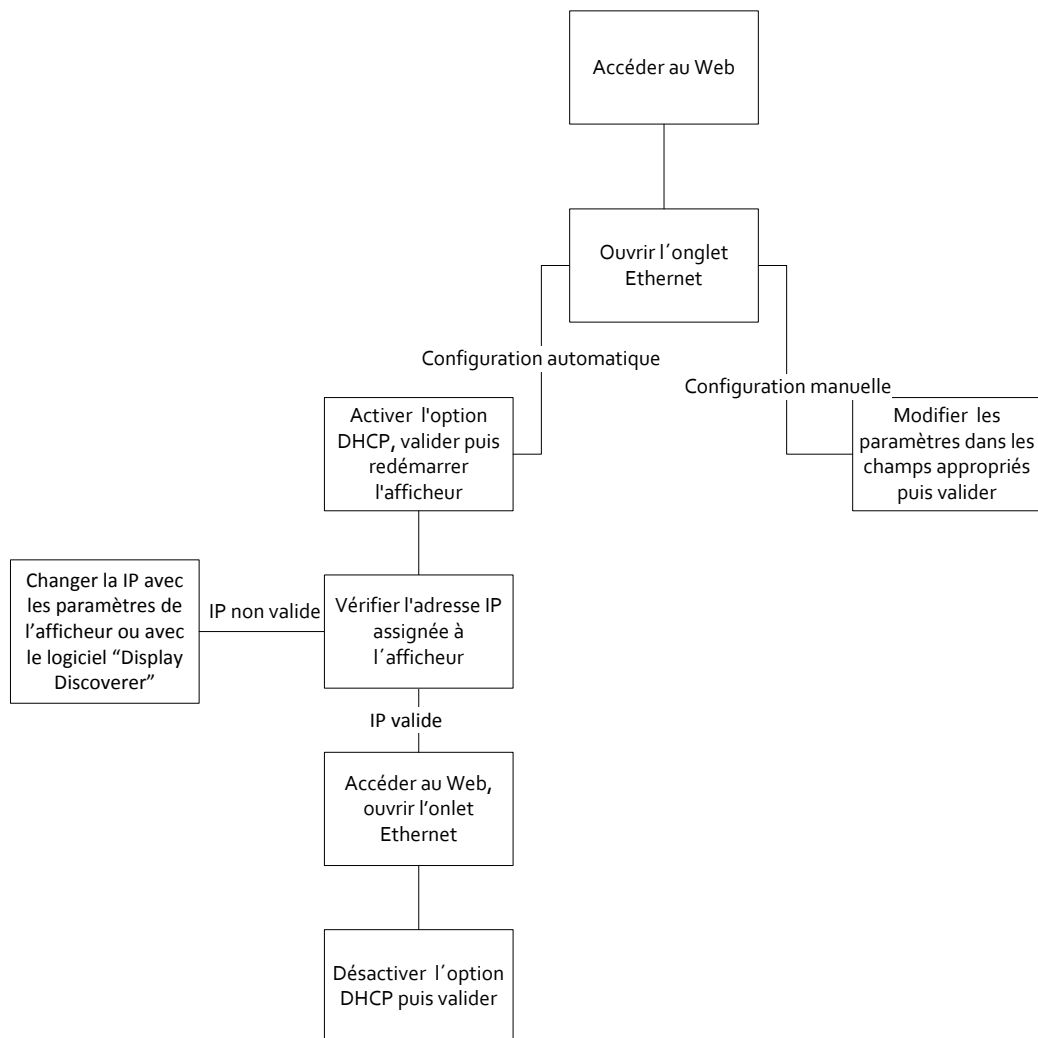 Accéder au Web
Ouvrir l´onglet
Ethernet
Configuration automatique
Configuration manuelle
Activer l'option
DHCP, valider puis
redémarrer
l'afficheur
Modifier les
paramètres dans les
champs appropriés
puis valider
Changer la IP avec
les paramètres de
l’afficheur ou avec
le logiciel “Display
Discoverer”
IP non valide
Vérifier l'adresse IP
assignée à
l´afficheur
IP valide
Accéder au Web,
ouvrir l’onlet
Ethernet
Désactiver l´option
DHCP puis valider